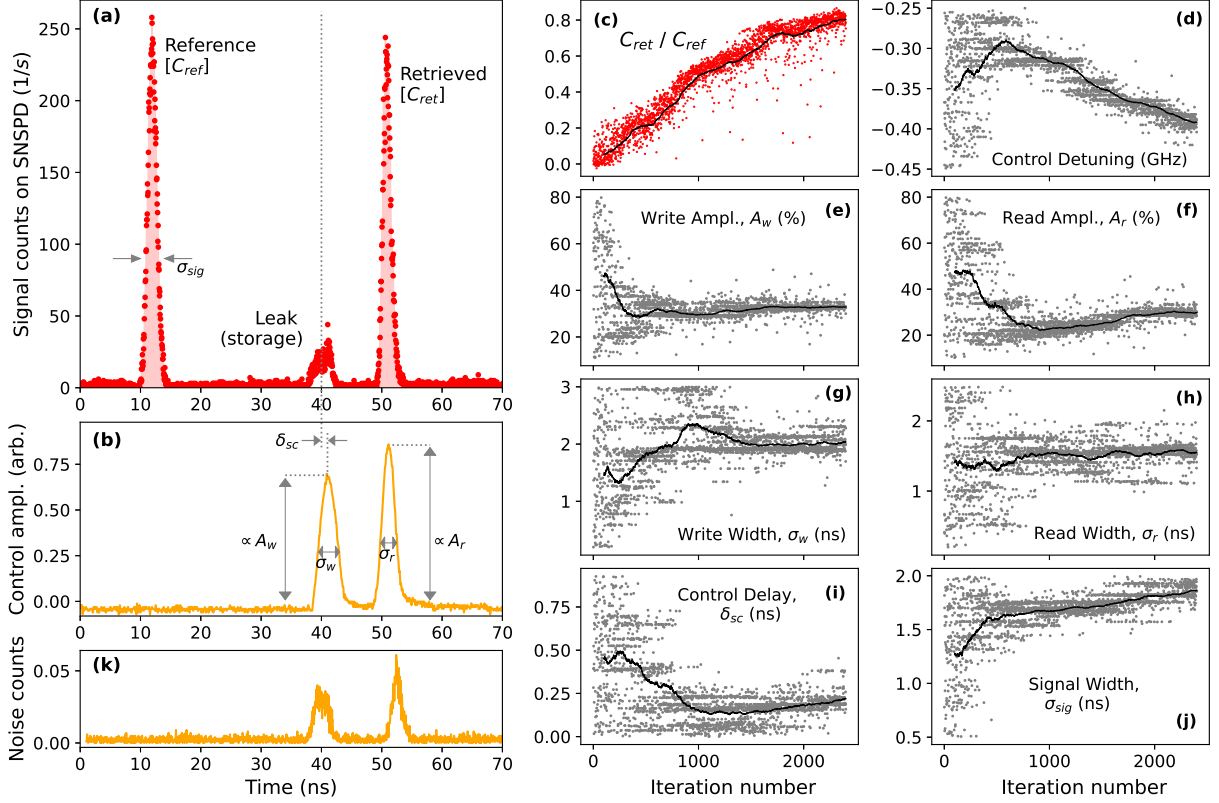 (a)
Reference
[C_ref]
Retrieved
[C_ret]
σ_sig
Leak
(storage)
Signal counts on SNSPD (1/s)
250
200
150
100
50
0
0 10 20 30 40 50 60 70
(b)
δ_sc
∝ A_w
σ_w
σ_r
∝ A_r
Control ampl. (arb.)
0.75
0.50
0.25
0.00
0 10 20 30 40 50 60 70
(k)
Noise counts
0.05
0.00
0 10 20 30 40 50 60 70
Time (ns)
(c)
C_ret / C_ref
0.8
0.6
0.4
0.2
0.0
(d)
Control Detuning (GHz)
−0.25
−0.30
−0.35
−0.40
−0.45
(e)
Write Ampl., A_w (%)
80
60
40
20
(f)
Read Ampl., A_r (%)
80
60
40
20
(g)
Write Width, σ_w (ns)
3
2
1
(h)
Read Width, σ_r (ns)
2
1
(i)
Control Delay,
δ_sc (ns)
0.75
0.50
0.25
0.00
0 1000 2000
Iteration number
(j)
Signal Width,
σ_sig (ns)
2.0
1.5
1.0
0.5
0 1000 2000
Iteration number